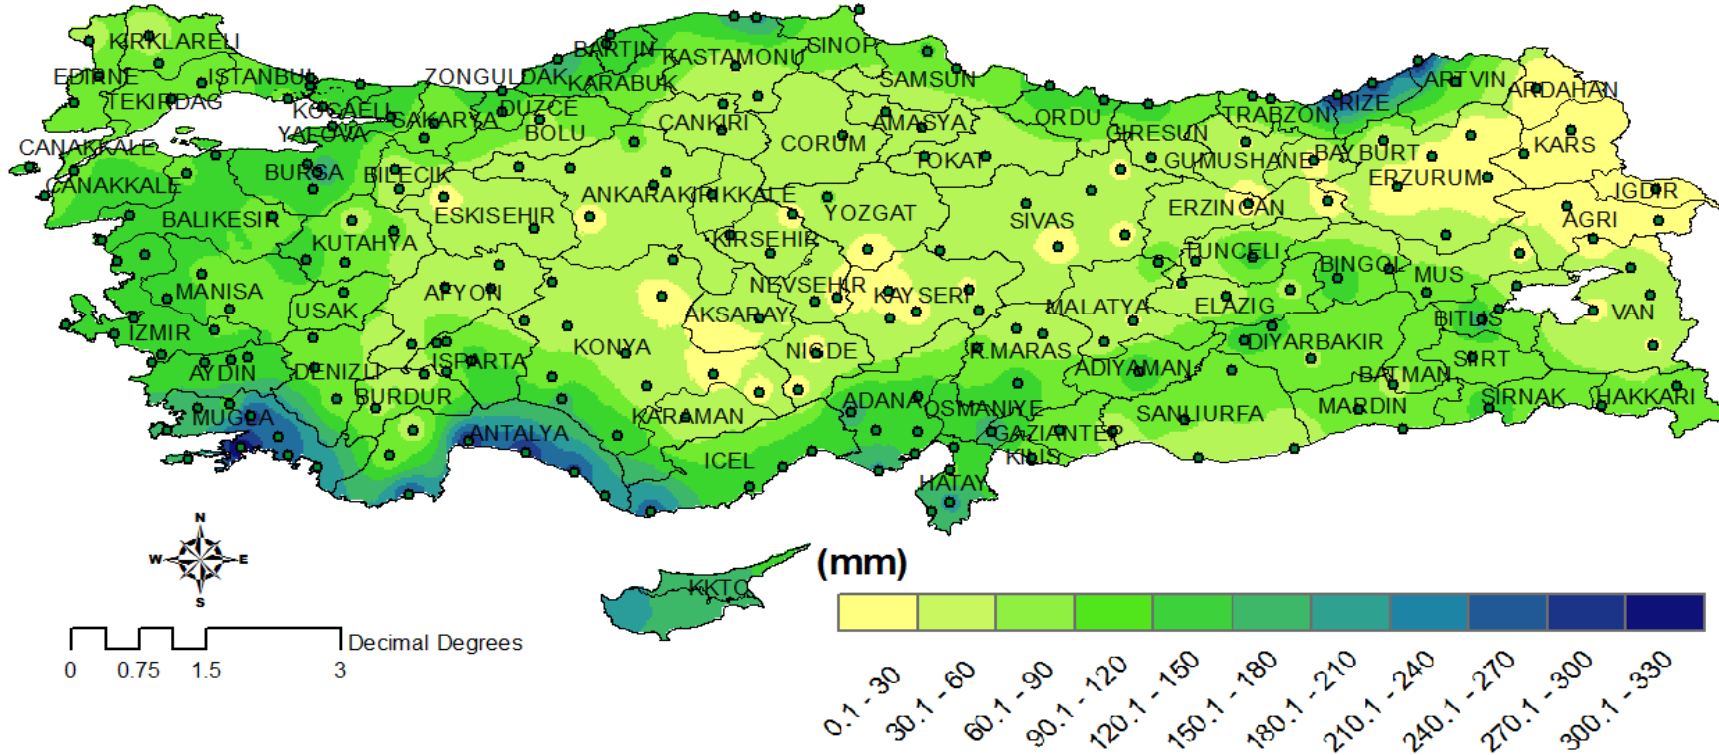 KIRKLARELI
EDIRNE
ISTANBUL
TEKIRDAG
KOCAELI
YALOVA
SAKARYA
DUZCE
ZONGULDAK
BARTIN
KARABUK
KASTAMONU
SINOP
SAMSUN
BOLU
CANKIRI
CORUM
AMASYA
TOKAT
ORDU
GIRESUN
TRABZON
RIZE
ARTVIN
ARDAHAN
KARS
GUMUSHANE
BAYBURT
ERZURUM
IGDIR
AGRI
CANAKKALE
CANAKKALE
BURSA
BILECIK
BALIKESIR
ESKISEHIR
KUTAHYA
ANKARA
KIRIKKALE
YOZGAT
KIRSEHIR
SIVAS
ERZINCAN
TUNCELI
BINGOL
MUS
MANISA
USAK
AFYON
NEVSEHIR
KAYSERI
AKSARAY
MALATYA
ELAZIG
BITLIS
VAN
IZMIR
AYDIN
DENIZLI
ISPARTA
BURDUR
KONYA
NIGDE
K.MARAS
ADIYAMAN
DIYARBAKIR
SIIRT
BATMAN
MARDIN
SIRNAK
HAKKARI
MUGLA
ANTALYA
KARAMAN
ICEL
ADANA
OSMANIYE
GAZIANTEP
KILIS
SANLIURFA
HATAY
KKTC
N
W E
S
Decimal Degrees
0 0.75 1.5 3
(mm)
0.1 - 30
30.1 - 60
60.1 - 90
90.1 - 120
120.1 - 150
150.1 - 180
180.1 - 210
210.1 - 240
240.1 - 270
270.1 - 300
300.1 - 330